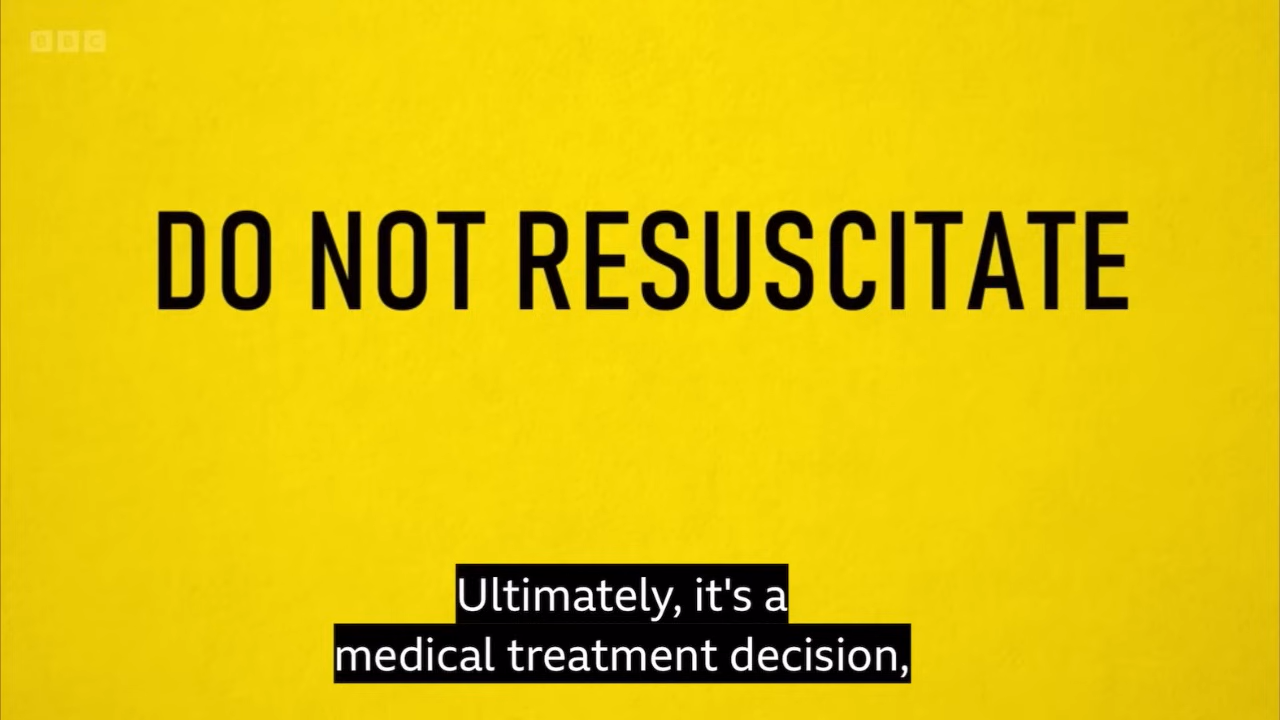 BBC
DO NOT RESUSCITATE
Ultimately, it's a
medical treatment decision,